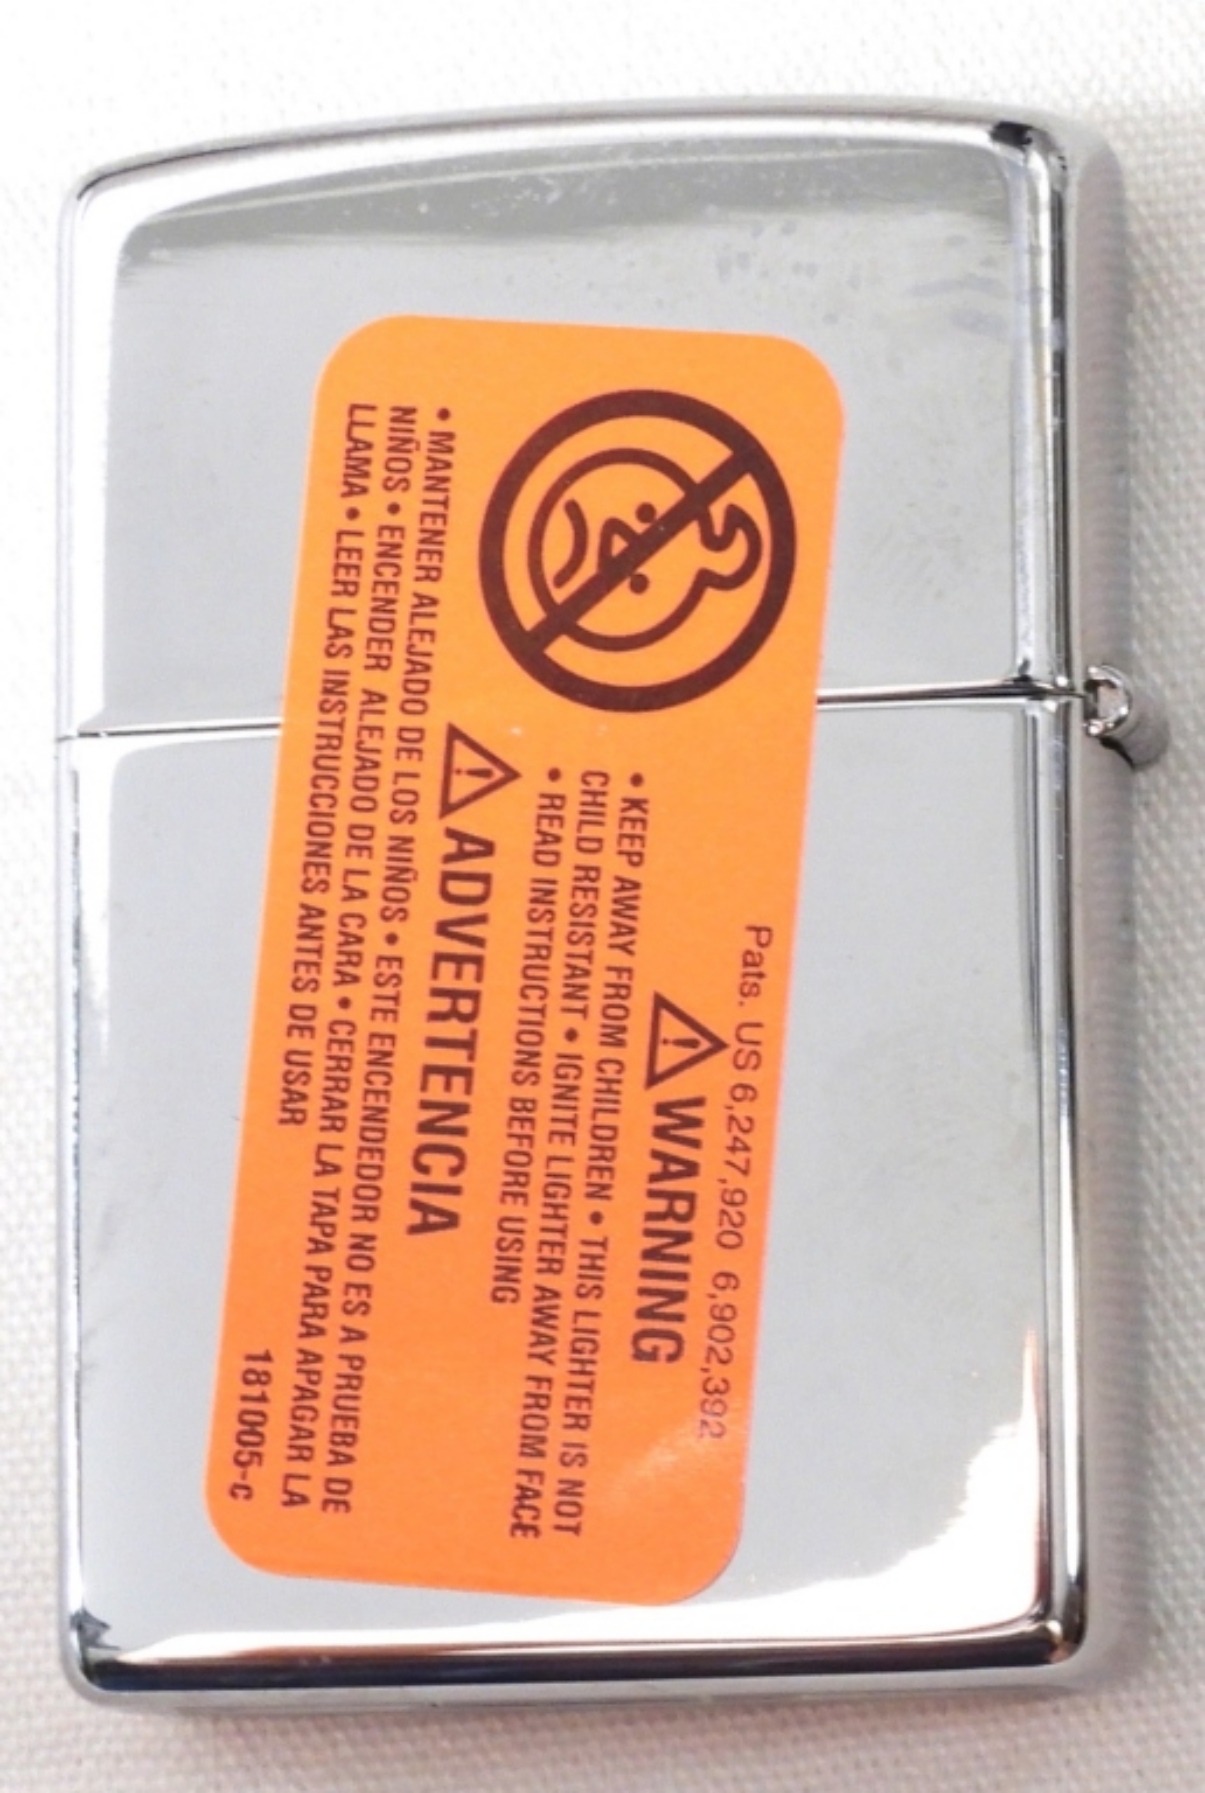 Pats. US 6,247,920 6,902,392
WARNING
• KEEP AWAY FROM CHILDREN • THIS LIGHTER IS NOT
CHILD RESISTANT • IGNITE LIGHTER AWAY FROM FACE
• READ INSTRUCTIONS BEFORE USING
ADVERTENCIA
• MANTENER ALEJADO DE LOS NIÑOS • ESTE ENCENDEDOR NO ES A PRUEBA DE
NIÑOS • ENCENDER ALEJADO DE LA CARA • CERRAR LA TAPA PARA APAGAR LA
LLAMA • LEER LAS INSTRUCCIONES ANTES DE USAR
181005-c